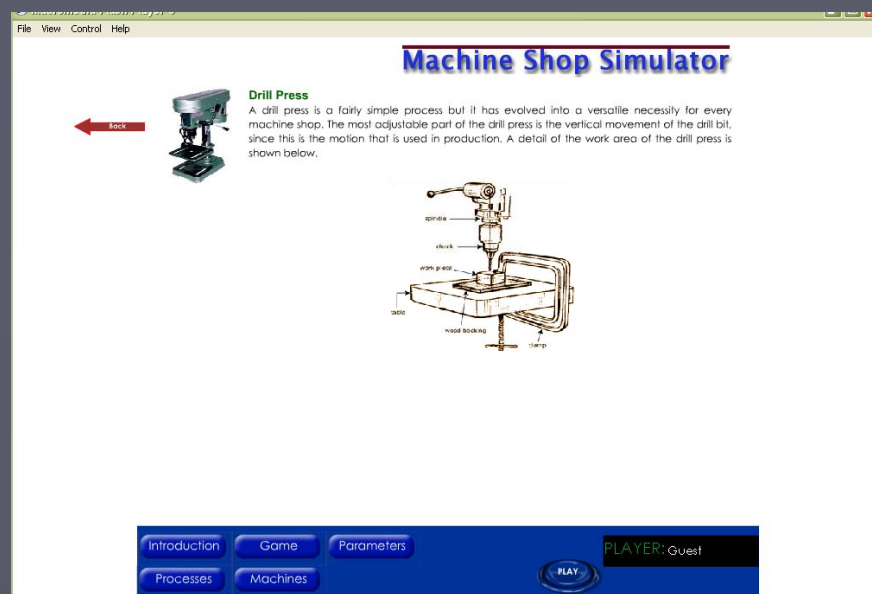 File View Control Help
Machine Shop Simulator
Back
Drill Press
A drill press is a fairly simple process but it has evolved into a versatile necessity for every
machine shop. The most adjustable part of the drill press is the vertical movement of the drill bit,
since this is the motion that is used in production. A detail of the work area of the drill press is
shown below.
spindle
chuck
work piece
table
wood backing
clamp
Introduction Game Parameters
PLAYER: Guest
PLAY
Processes Machines